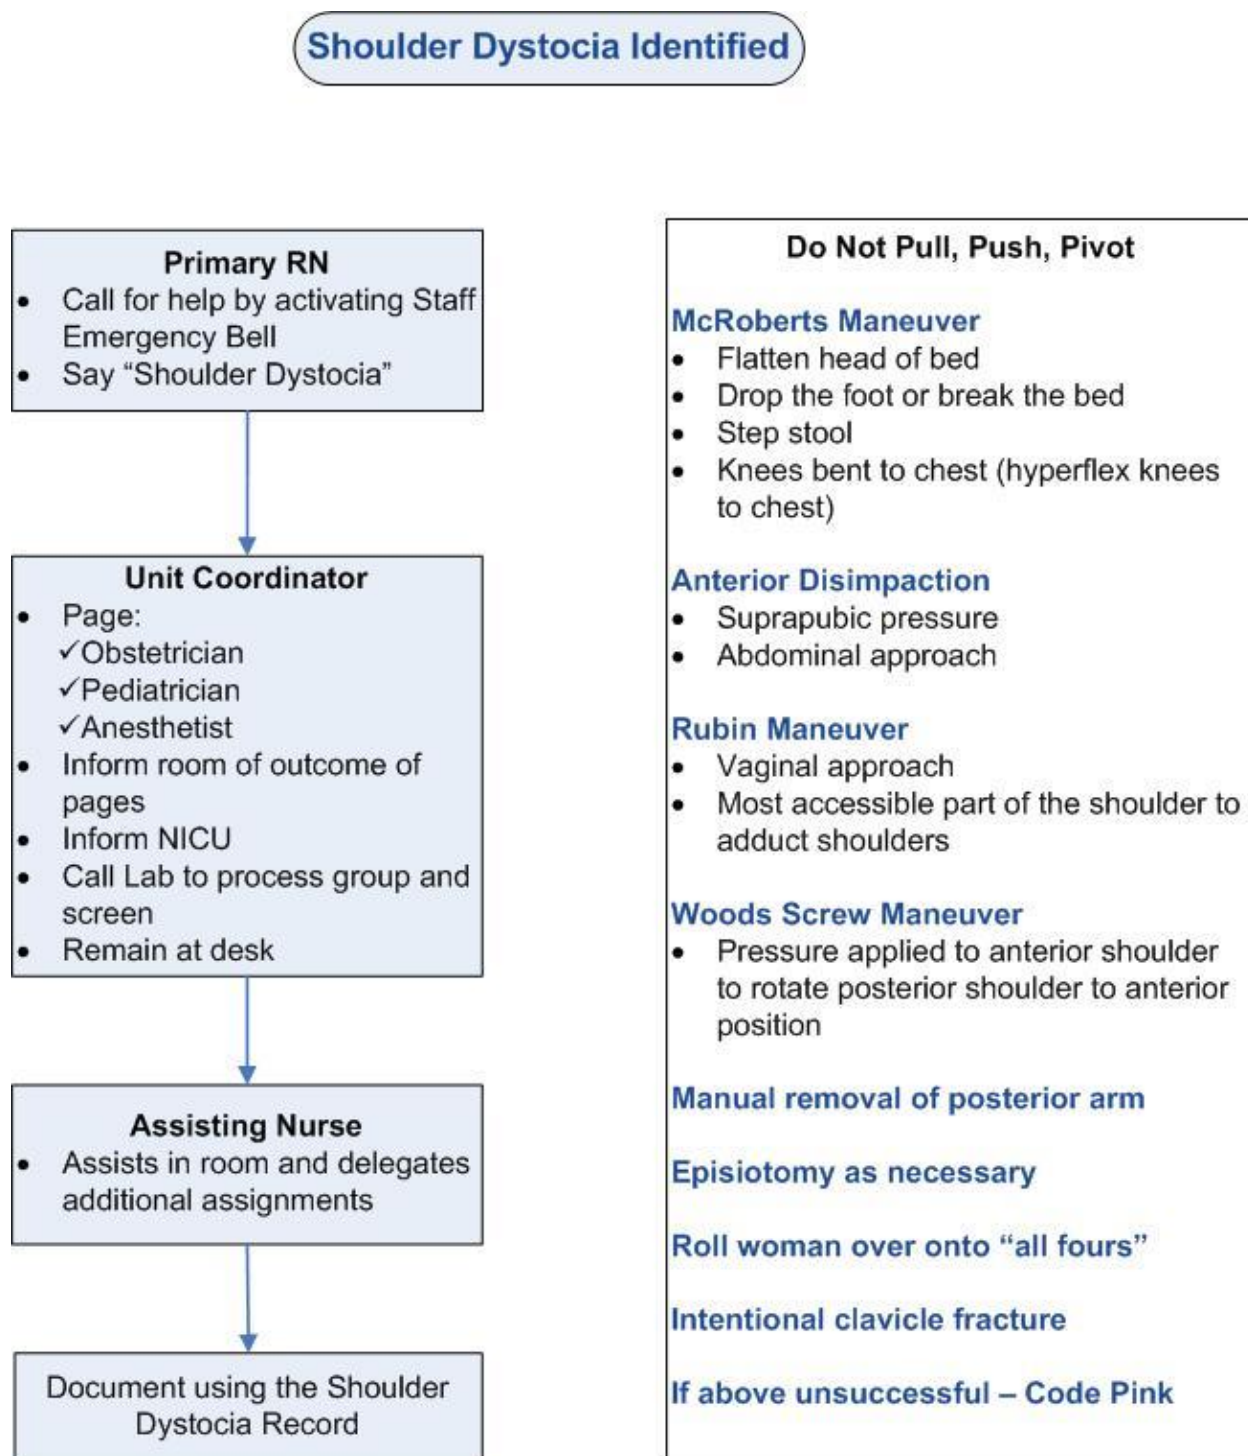 Shoulder Dystocia Identified
Primary RN
• Call for help by activating Staff
Emergency Bell
• Say “Shoulder Dystocia”
Unit Coordinator
• Page:
✓Obstetrician
✓Pediatrician
✓Anesthetist
• Inform room of outcome of
pages
• Inform NICU
• Call Lab to process group and
screen
• Remain at desk
Assisting Nurse
• Assists in room and delegates
additional assignments
Document using the Shoulder
Dystocia Record
Do Not Pull, Push, Pivot
McRoberts Maneuver
• Flatten head of bed
• Drop the foot or break the bed
• Step stool
• Knees bent to chest (hyperflex knees
to chest)
Anterior Disimpaction
• Suprapubic pressure
• Abdominal approach
Rubin Maneuver
• Vaginal approach
• Most accessible part of the shoulder to
adduct shoulders
Woods Screw Maneuver
• Pressure applied to anterior shoulder
to rotate posterior shoulder to anterior
position
Manual removal of posterior arm
Episiotomy as necessary
Roll woman over onto “all fours”
Intentional clavicle fracture
If above unsuccessful – Code Pink